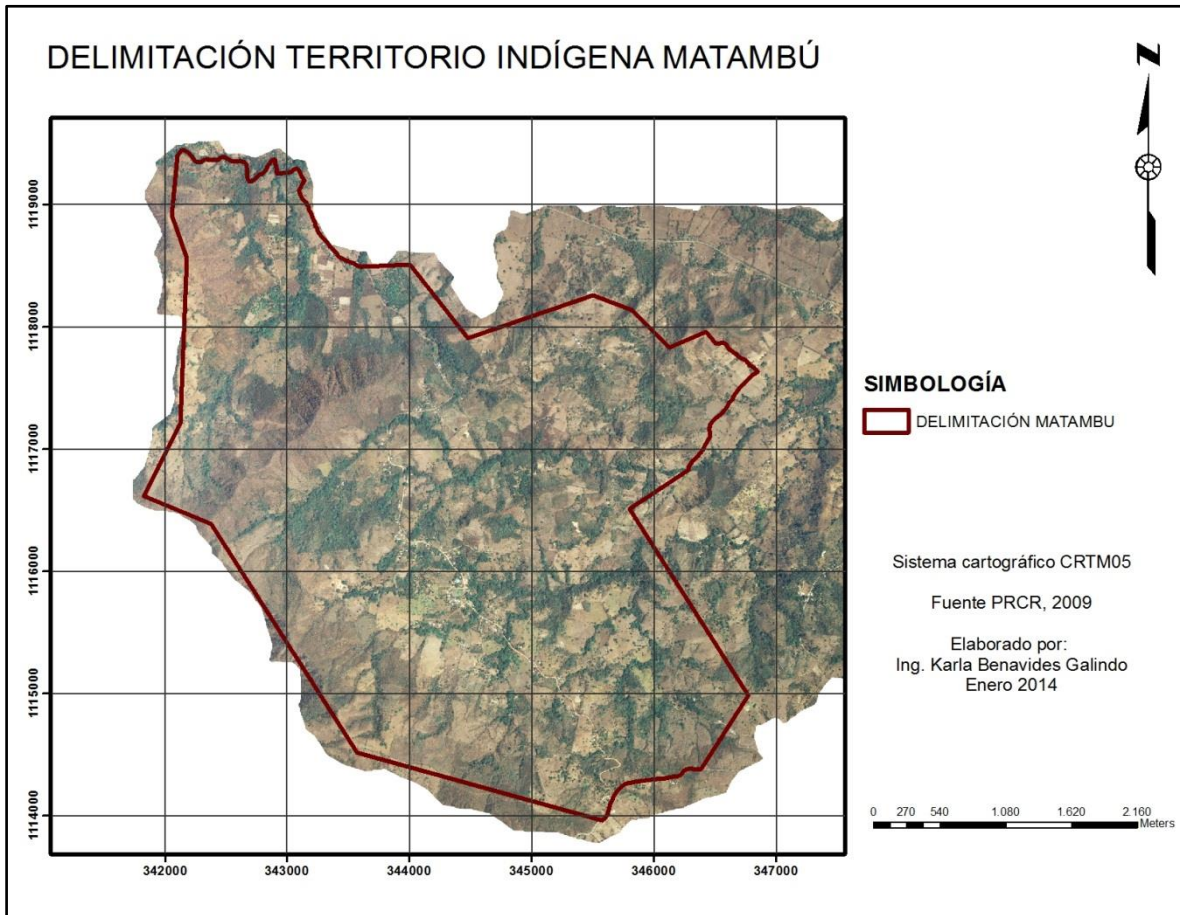 DELIMITACIÓN TERRITORIO INDÍGENA MATAMBÚ
N
1119000
1118000
1117000
1116000
1115000
1114000
342000 343000 344000 345000 346000 347000
SIMBOLOGÍA
DELIMITACIÓN MATAMBU
Sistema cartográfico CRTM05
Fuente PRCR, 2009
Elaborado por:
Ing. Karla Benavides Galindo
Enero 2014
0 270 540 1.080 1.620 2.160
Meters